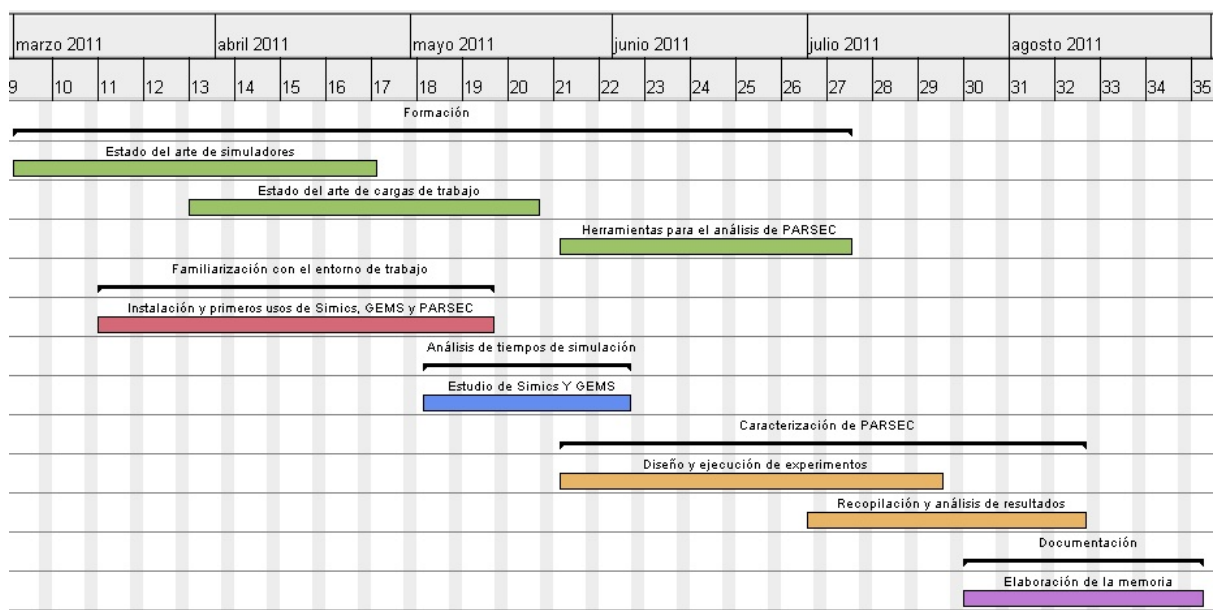 marzo 2011 abril 2011 mayo 2011 junio 2011 julio 2011 agosto 2011
9 10 11 12 13 14 15 16 17 18 19 20 21 22 23 24 25 26 27 28 29 30 31 32 33 34 35
Formación
Estado del arte de simuladores
Estado del arte de cargas de trabajo
Herramientas para el análisis de PARSEC
Familiarización con el entorno de trabajo
Instalación y primeros usos de Simics, GEMS y PARSEC
Análisis de tiempos de simulación
Estudio de Simics Y GEMS
Caracterización de PARSEC
Diseño y ejecución de experimentos
Recopilación y análisis de resultados
Documentación
Elaboración de la memoria